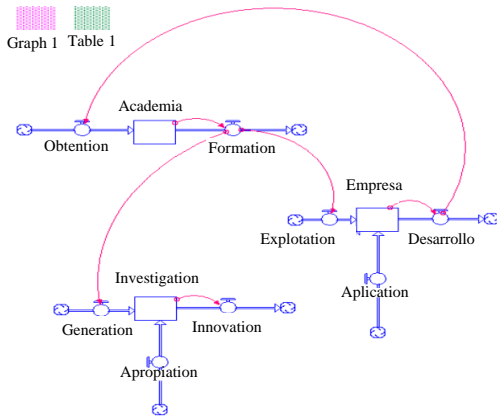 Graph 1 Table 1
Academia
Obtention Formation
Empresa
Explotation Desarrollo
Investigation
Aplication
Generation Innovation
Apropiation